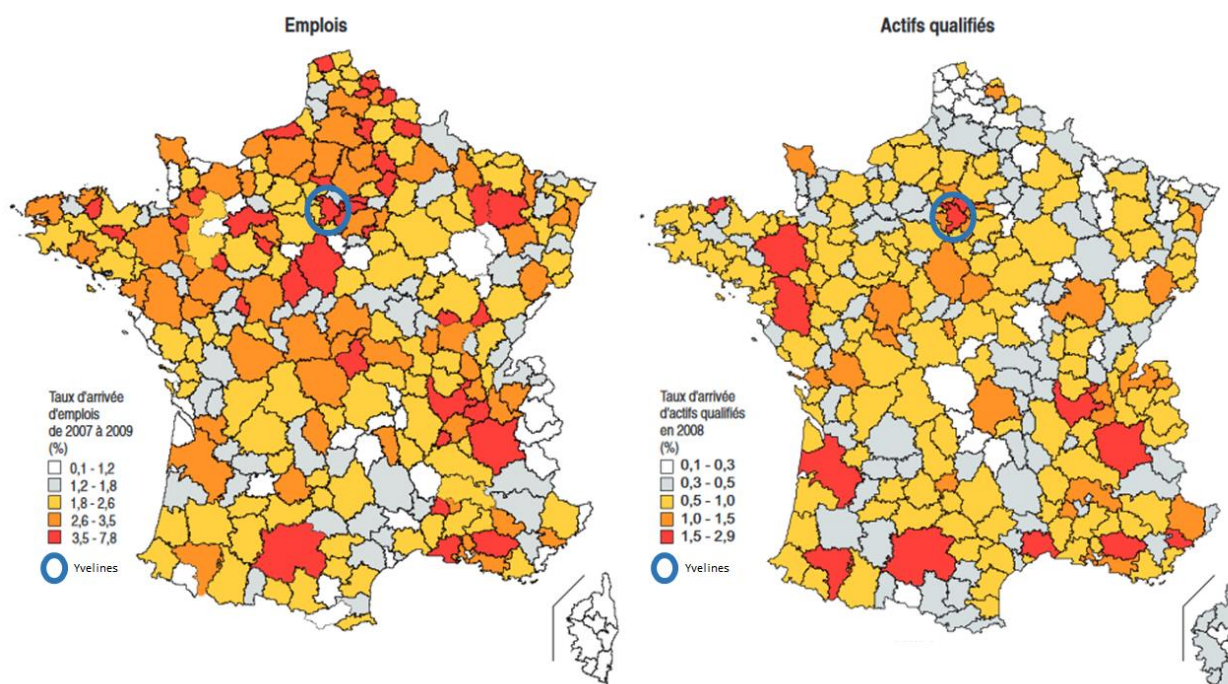 Emplois
Taux d'arrivée
d'emplois
de 2007 à 2009
(%)
0,1 - 1,2
1,2 - 1,8
1,8 - 2,6
2,6 - 3,5
3,5 - 7,8
Yvelines
Actifs qualifiés
Taux d'arrivée
d'actifs qualifiés
en 2008
(%)
0,1 - 0,3
0,3 - 0,5
0,5 - 1,0
1,0 - 1,5
1,5 - 2,9
Yvelines